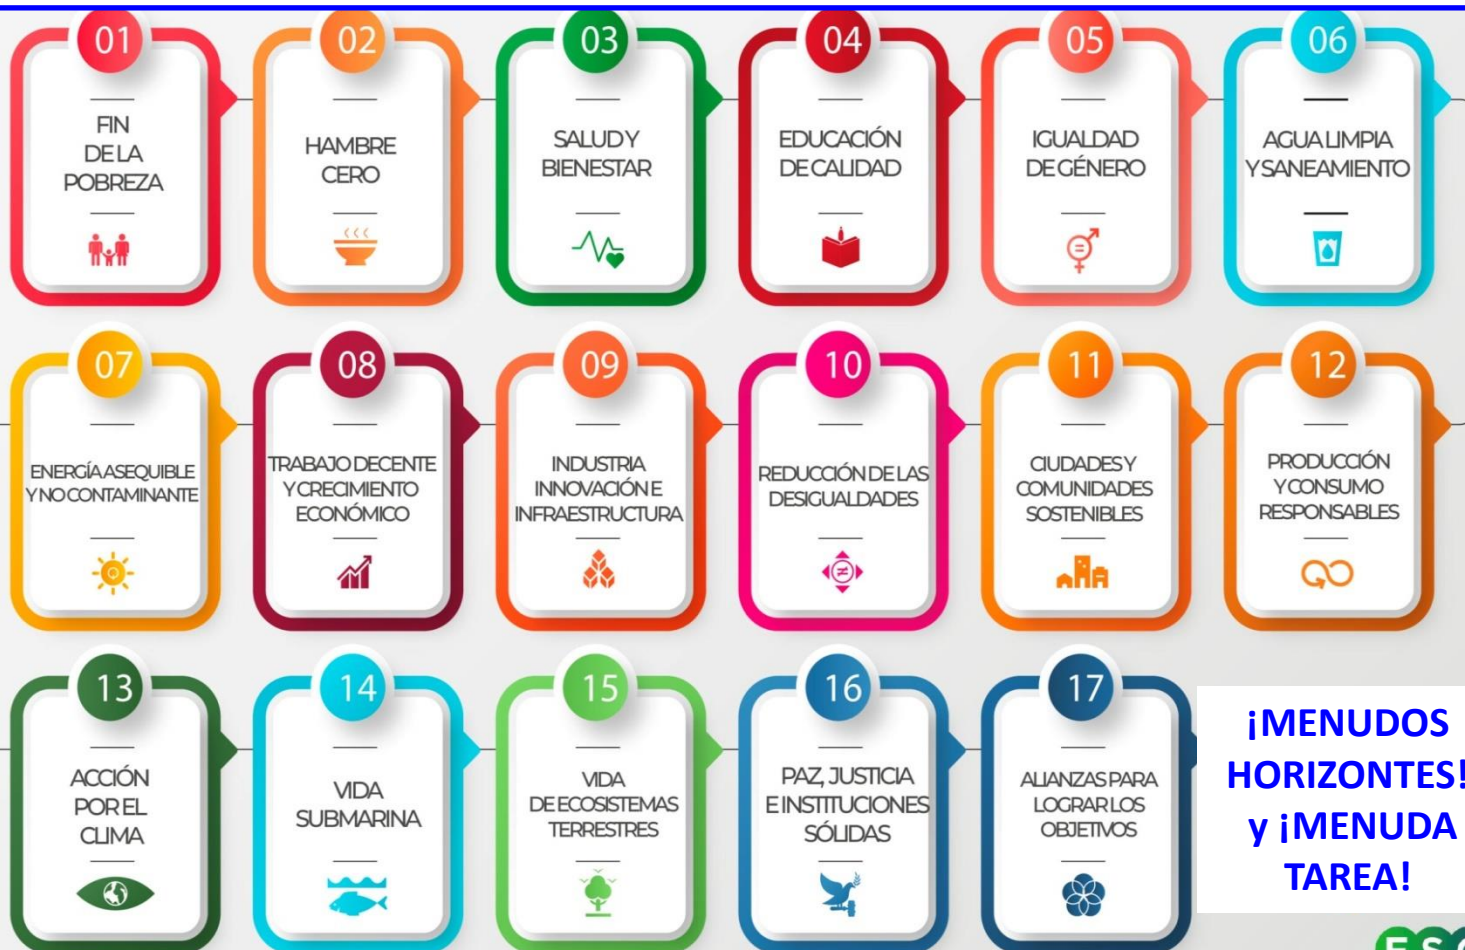 01
FIN
DE LA
POBREZA
02
HAMBRE
CERO
03
SALUD Y
BIENESTAR
04
EDUCACIÓN
DE CALIDAD
05
IGUALDAD
DE GÉNERO
06
AGUA LIMPIA
Y SANEAMIENTO
07
ENERGÍA ASEQUIBLE
Y NO CONTAMINANTE
08
TRABAJO DECENTE
Y CRECIMIENTO
ECONÓMICO
09
INDUSTRIA
INNOVACIÓN E
INFRAESTRUCTURA
10
REDUCCIÓN DE LAS
DESIGUALDADES
11
CIUDADES Y
COMUNIDADES
SOSTENIBLES
12
PRODUCCIÓN
Y CONSUMO
RESPONSABLES
13
ACCIÓN
POR EL
CLIMA
14
VIDA
SUBMARINA
15
VIDA
DE ECOSISTEMAS
TERRESTRES
16
PAZ, JUSTICIA
E INSTITUCIONES
SÓLIDAS
17
ALIANZAS PARA
LOGRAR LOS
OBJETIVOS
¡MENUDOS
HORIZONTES!
y ¡MENUDA
TAREA!